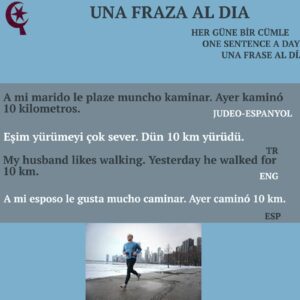 UNA FRAZA AL DIA
HER GÜNE BİR CÜMLE
ONE SENTENCE A DAY
UNA FRASE AL DÍA
A mi marido le plaze muncho kaminar. Ayer kaminó
10 kilometros.
JUDEO-ESPANYOL
Eşim yürümeyi çok sever. Dün 10 km yürüdü.
TR
My husband likes walking. Yesterday he walked for
10 km.
ENG
A mi esposo le gusta mucho caminar. Ayer caminó 10 km.
ESP